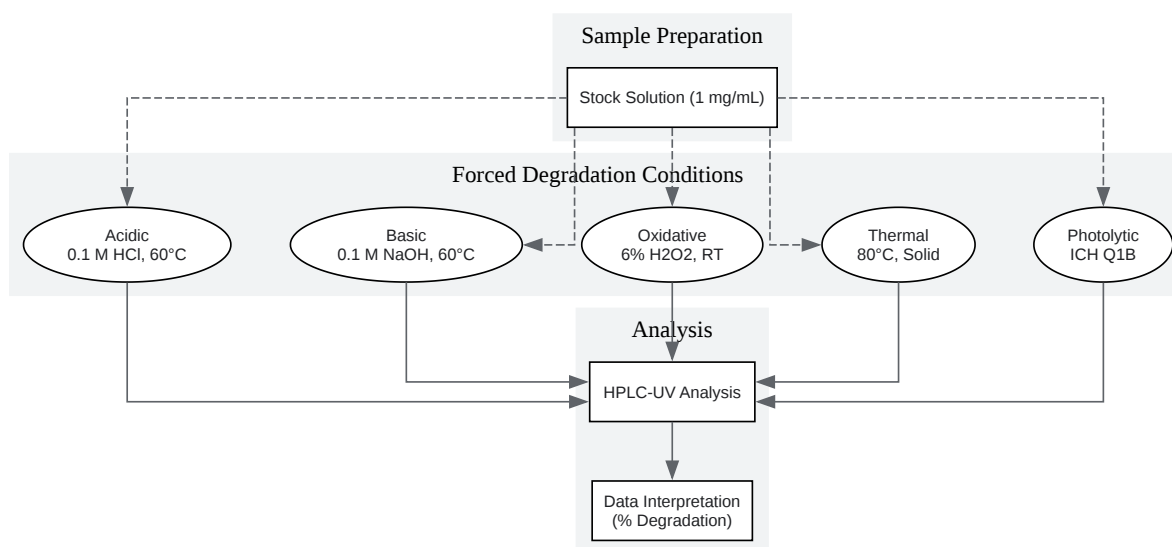 Sample Preparation
Stock Solution (1 mg/mL)
Forced Degradation Conditions
Acidic
0.1 M HCl, 60°C
Basic
0.1 M NaOH, 60°C
Oxidative
6% H2O2, RT
Thermal
80°C, Solid
Photolytic
ICH Q1B
Analysis
HPLC-UV Analysis
Data Interpretation
(% Degradation)